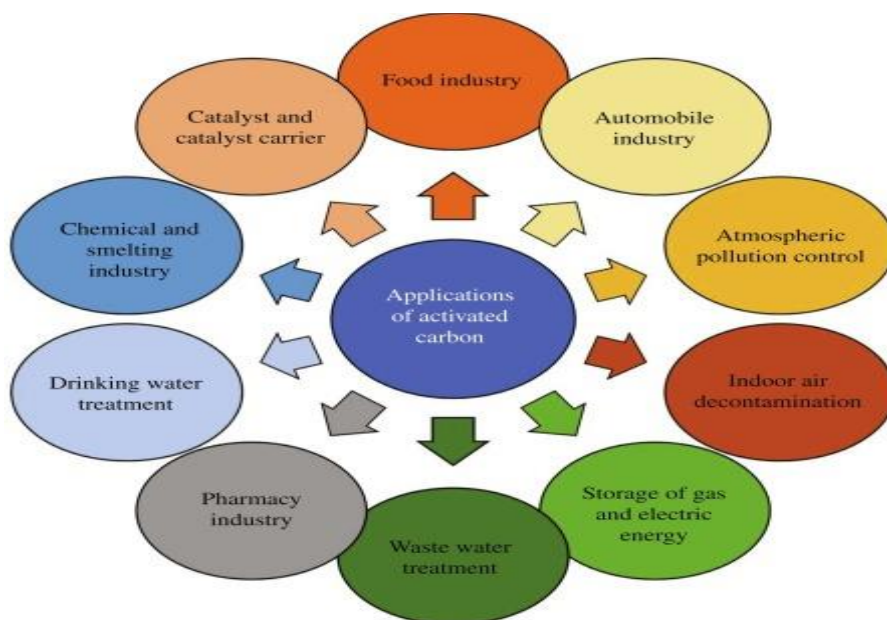 Food industry
Automobile
industry
Atmospheric
pollution control
Indoor air
decontamination
Storage of gas
and electric
energy
Waste water
treatment
Pharmacy
industry
Drinking water
treatment
Chemical and
smelting
industry
Catalyst and
catalyst carrier
Applications
of activated
carbon